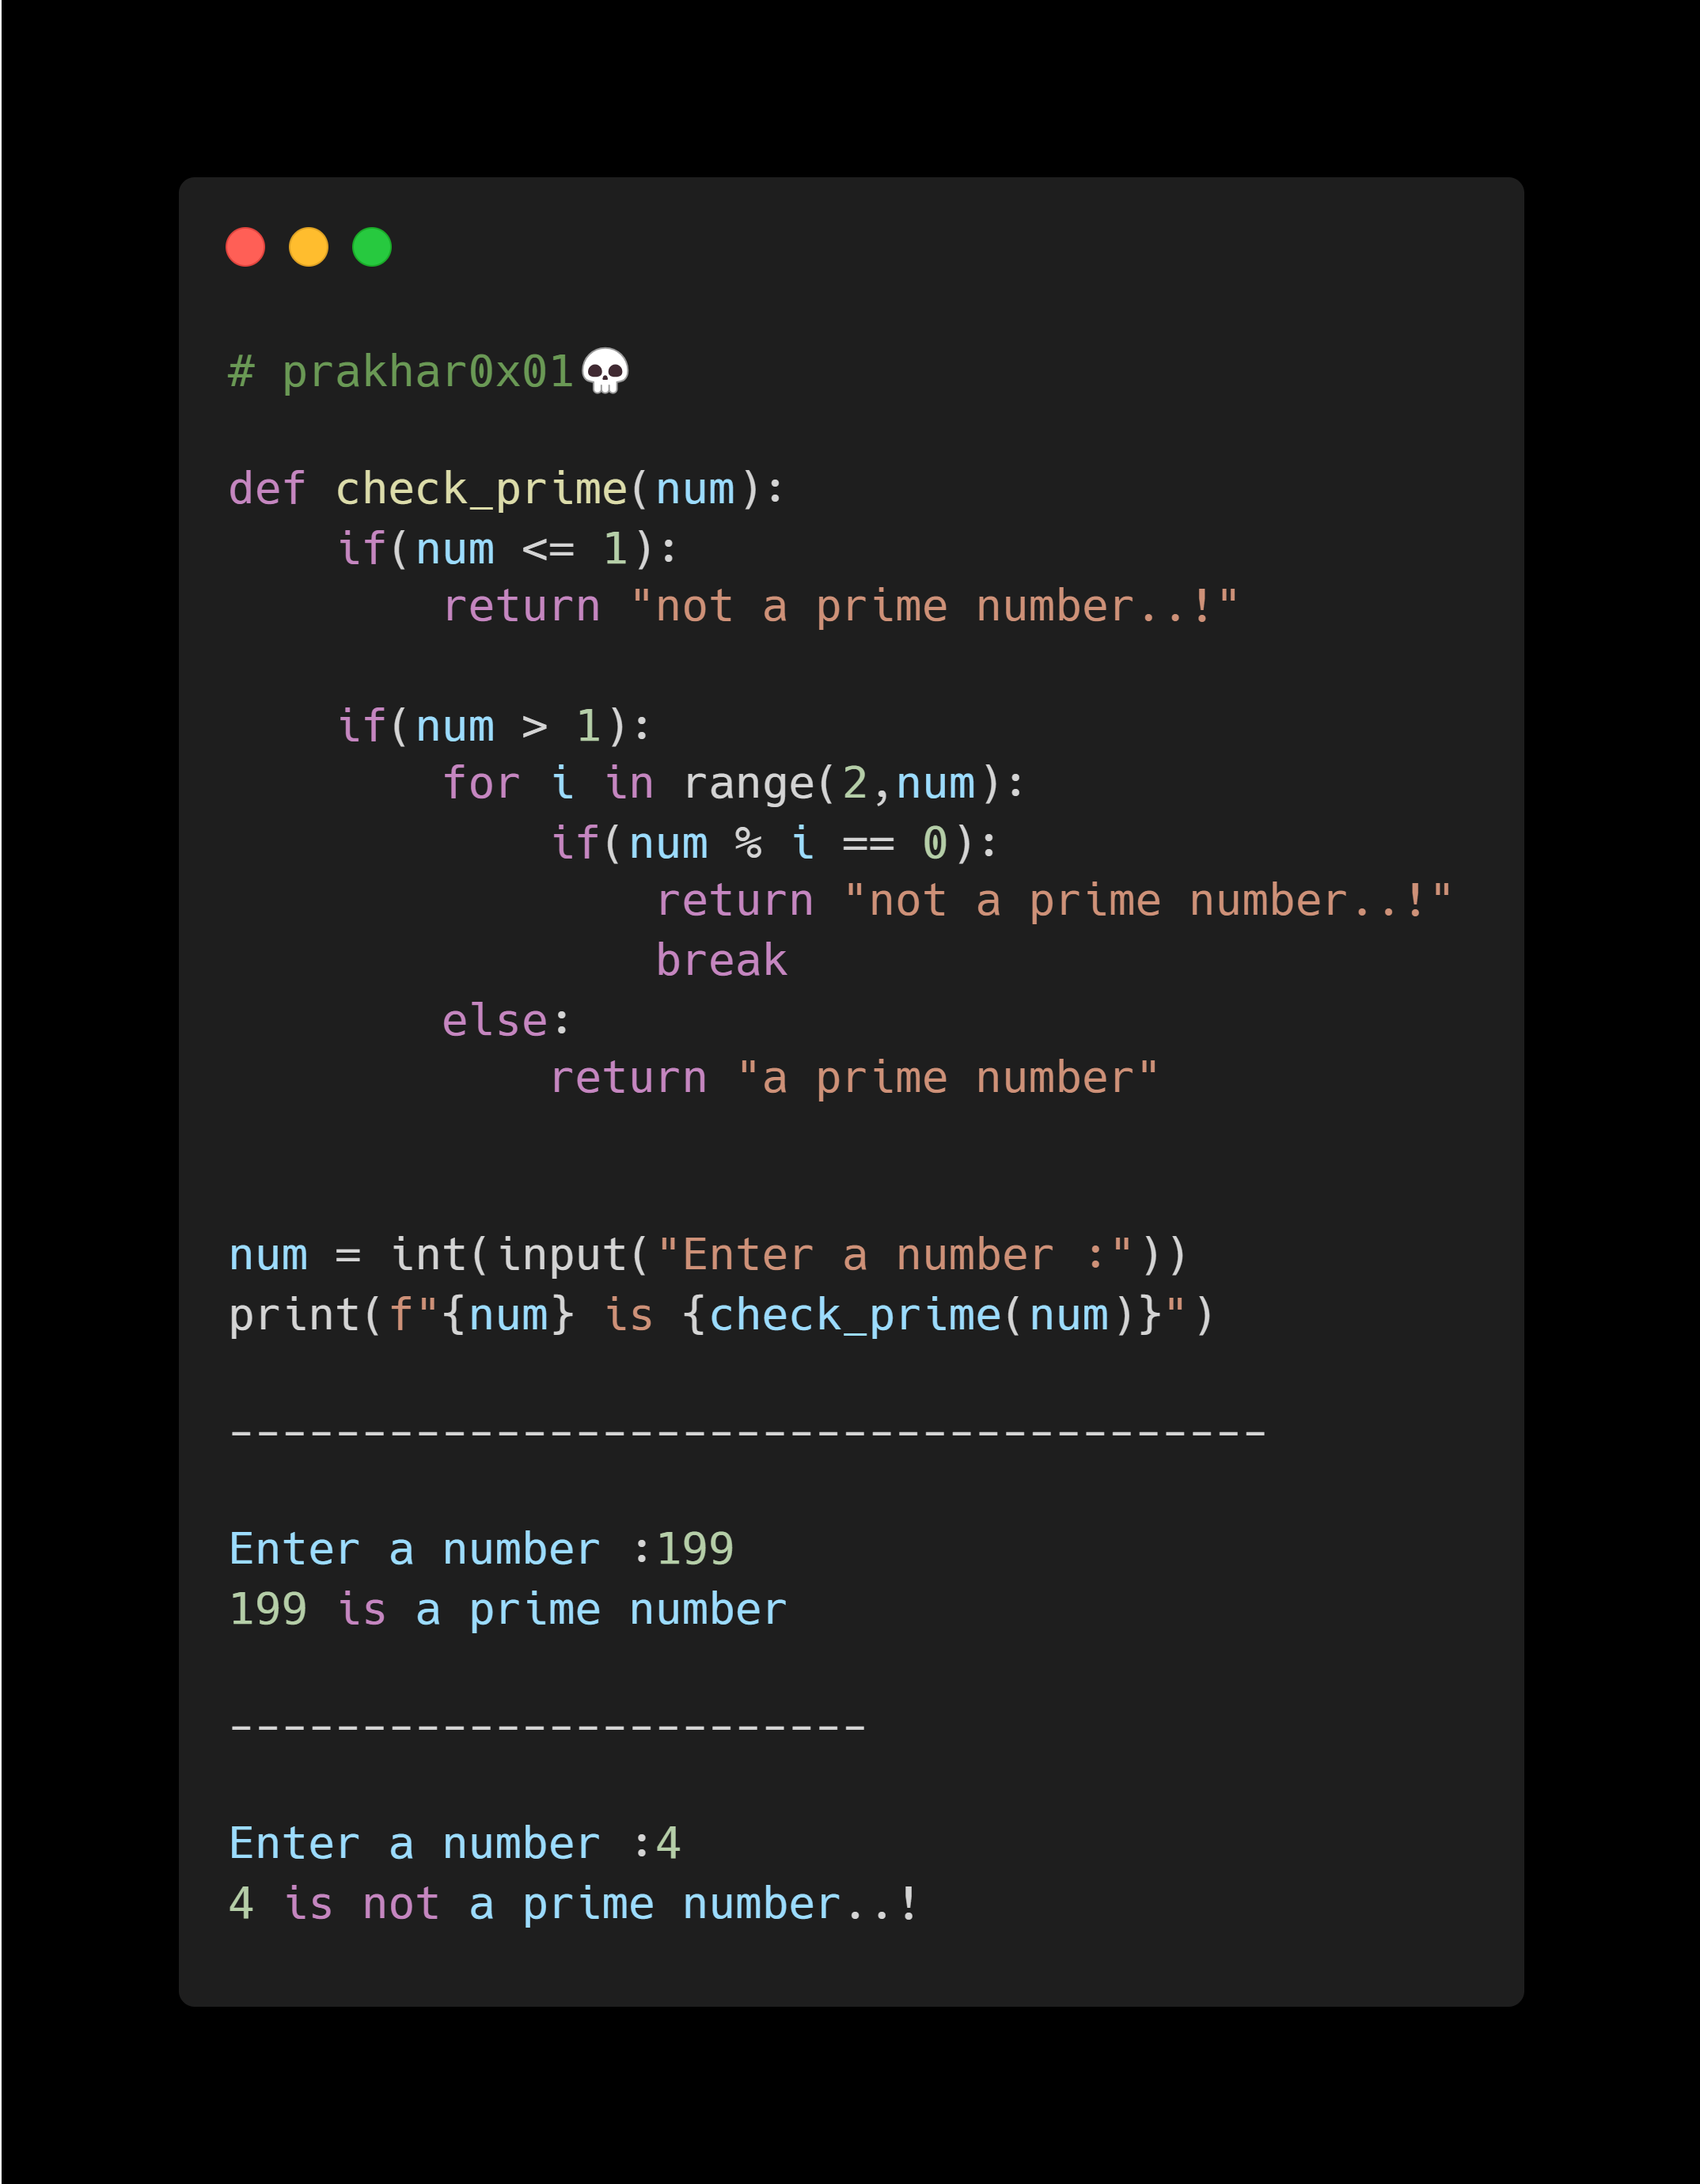 # prakhar0x01💀
def check_prime(num):
    if(num <= 1):
        return "not a prime number..!"
    if(num > 1):
        for i in range(2,num):
            if(num % i == 0):
                return "not a prime number..!"
                break
        else:
            return "a prime number"
num = int(input("Enter a number :"))
print(f"{num} is {check_prime(num)}")
---------------------------------------
Enter a number :199
199 is a prime number
------------------------
Enter a number :4
4 is not a prime number..!